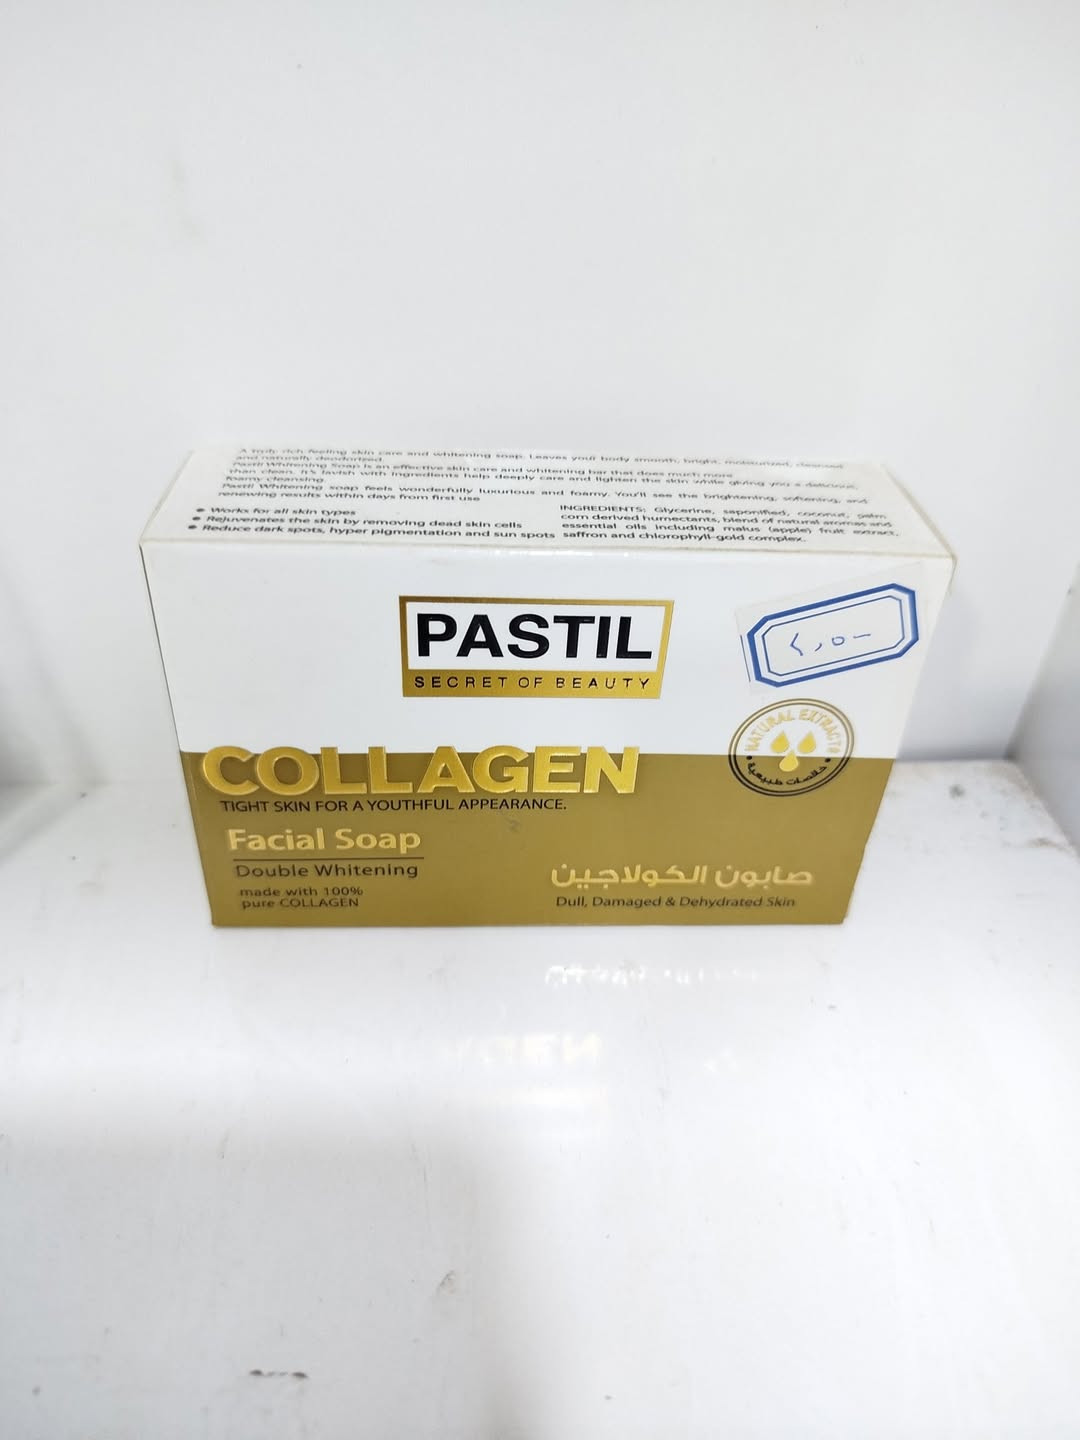 A truly rich feeling skin care and whitening soap. Leaves your body smooth, bright, moisturized, cleansed
and naturally deodorized.
Pastil Whitening Soap is an effective skin care and whitening bar that does much more
than clean. It's lavish with ingredients help deeply care and lighten the skin while giving you a delicious,
foamy cleansing.
Pastil Whitening soap feels wonderfully luxurious and foamy. You'll see the brightening, softening, and
renewing results within days from first use
● Works for all skin types
● Rejuvenates the skin by removing dead skin cells
● Reduce dark spots, hyper pigmentation and sun spots
INGREDIENTS: Glycerine, saponified, coconut, palm
corn derived humectants, blend of natural aromas and
essential oils including malus (apple) fruit extract,
saffron and chlorophyll-gold complex.
PASTIL
SECRET OF BEAUTY
NATURAL EXTRACTS
خلاصات طبيعية
COLLAGEN
TIGHT SKIN FOR A YOUTHFUL APPEARANCE.
Facial Soap
Double Whitening
made with 100%
pure COLLAGEN
صابون الكولاجين
Dull, Damaged & Dehydrated Skin